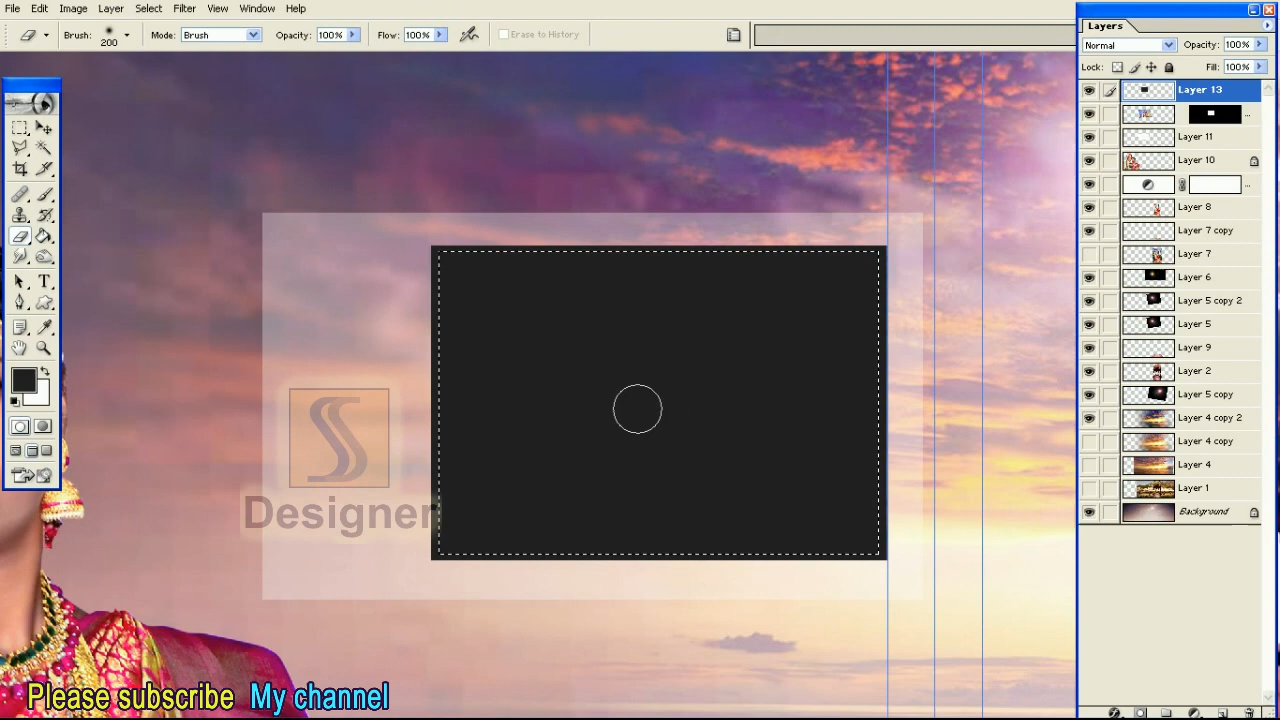 File Edit Image Layer Select Filter View Window Help
Brush: 200 Mode: Brush Opacity: 100% Flow: 100% Erase to History
Layers
Normal Opacity: 100%
Lock: Fill: 100%
Layer 13
...
Layer 11
Layer 10
...
Layer 8
Layer 7 copy
Layer 7
Layer 6
Layer 5 copy 2
Layer 5
Layer 9
Layer 2
Layer 5 copy
Layer 4 copy 2
Layer 4 copy
Layer 4
Layer 1
Background
S
Designer
Please subscribe My channel